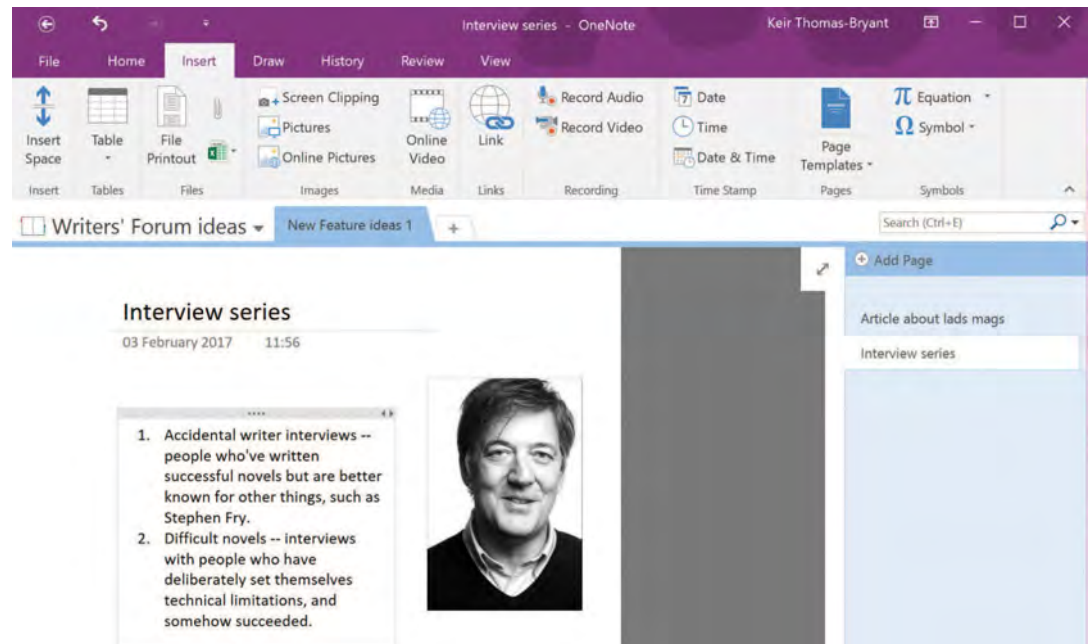 Interview series - OneNote
Keir Thomas-Bryant
File Home Insert Draw History Review View
Insert Space
Table
File Printout
Screen Clipping
Pictures
Online Pictures
Online Video
Link
Record Audio
Record Video
Date
Time
Date & Time
Page Templates
π Equation
Ω Symbol
Insert Tables Files Images Media Links Recording Time Stamp Pages Symbols
Writers' Forum ideas
New Feature ideas 1
+
Search (Ctrl+E)
Add Page
Article about lads mags
Interview series
Interview series
03 February 2017 11:56
1. Accidental writer interviews --
people who've written
successful novels but are better
known for other things, such as
Stephen Fry.
2. Difficult novels -- interviews
with people who have
deliberately set themselves
technical limitations, and
somehow succeeded.